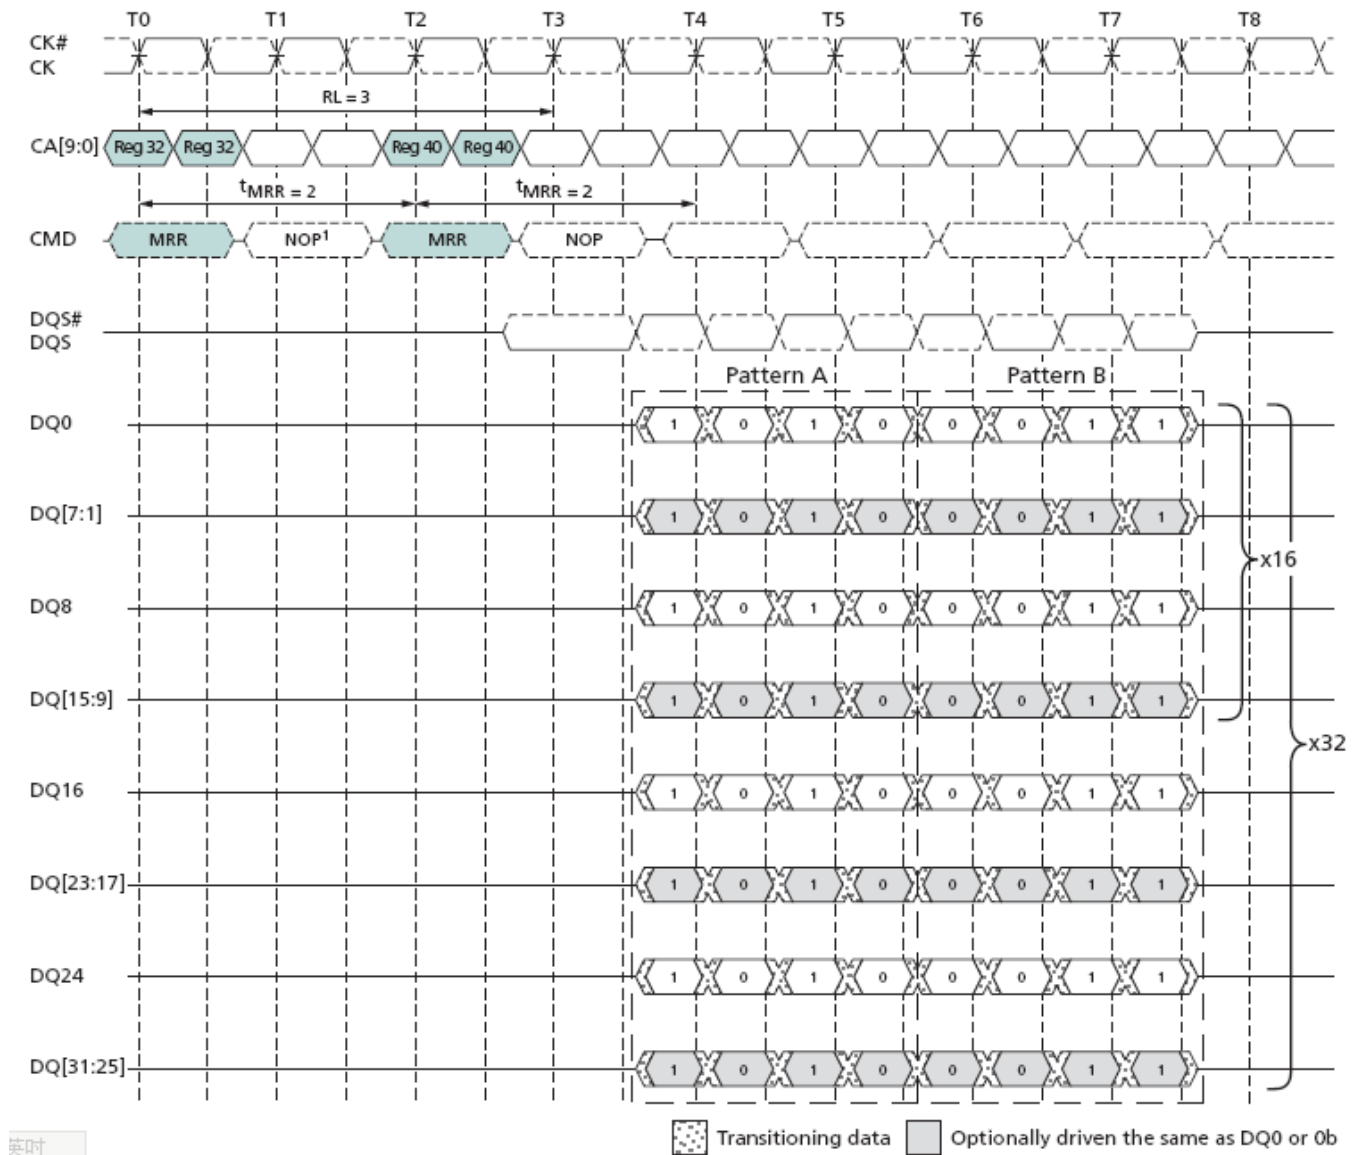 T0 T1 T2 T3 T4 T5 T6 T7 T8
CK#
CK
RL = 3
CA[9:0] Reg 32 Reg 32 Reg 40 Reg 40
tMRR = 2 tMRR = 2
CMD MRR NOP1 MRR NOP
DQS#
DQS
Pattern A Pattern B
DQ0 1 0 1 0 0 0 1 1
DQ[7:1] 1 0 1 0 0 0 1 1
x16
DQ8 1 0 1 0 0 0 1 1
DQ[15:9] 1 0 1 0 0 0 1 1
x32
DQ16 1 0 1 0 0 0 1 1
DQ[23:17] 1 0 1 0 0 0 1 1
DQ24 1 0 1 0 0 0 1 1
DQ[31:25] 1 0 1 0 0 0 1 1
Transitioning data Optionally driven the same as DQ0 or 0b
英吋